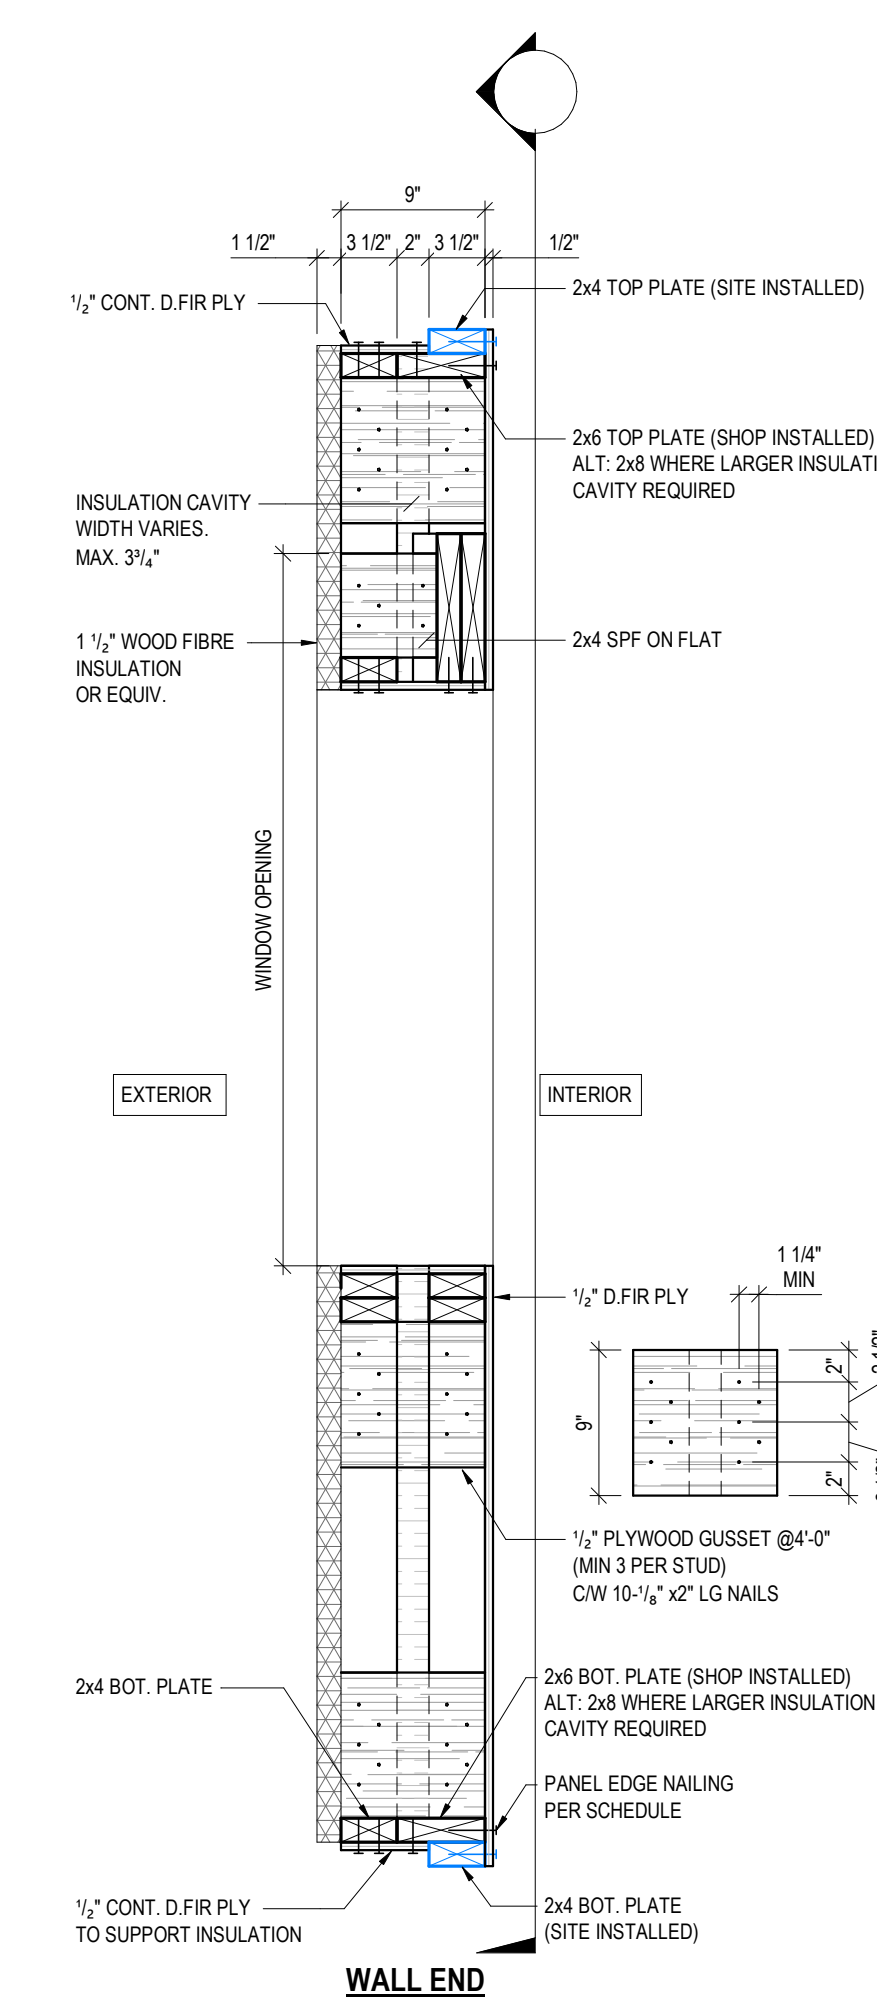 9"
1 1/2"
3 1/2"
2"
3 1/2"
1/2"
1/2" CONT. D.FIR PLY
2x4 TOP PLATE (SITE INSTALLED)
2x6 TOP PLATE (SHOP INSTALLED)
ALT: 2x8 WHERE LARGER
CAVITY REQUIRED
INSULATION CAVITY
WIDTH VARIES.
MAX. 3¾"
1 1/2" WOOD FIBRE
INSULATION
OR EQUIV.
2x4 SPF ON FLAT
WINDOW OPENING
EXTERIOR
INTERIOR
1/2" D.FIR PLY
1 1/4"
MIN
9"
2"
2"
1/2" PLYWOOD GUSSET @4'-0"
(MIN 3 PER STUD)
C/W 10-1/8" x2" LG NAILS
2x4 BOT. PLATE
2x6 BOT. PLATE (SHOP INSTALLED)
ALT: 2x8 WHERE LARGER INSULATION
CAVITY REQUIRED
PANEL EDGE NAILING
PER SCHEDULE
1/2" CONT. D.FIR PLY
TO SUPPORT INSULATION
2x4 BOT. PLATE
(SITE INSTALLED)
WALL END